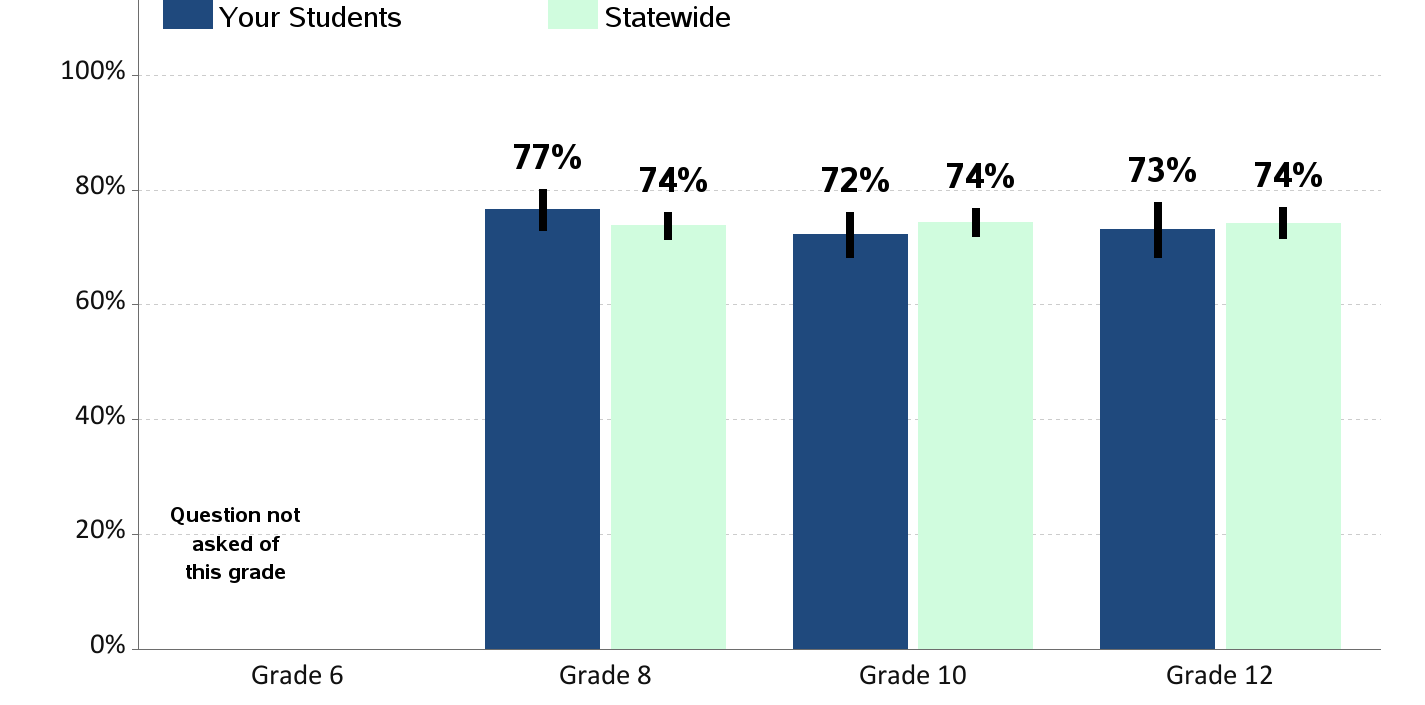 Your Students Statewide
100%
77% 74% 72% 74% 73% 74%
80%
60%
40%
20%
Question not
asked of
this grade
0%
Grade 6 Grade 8 Grade 10 Grade 12